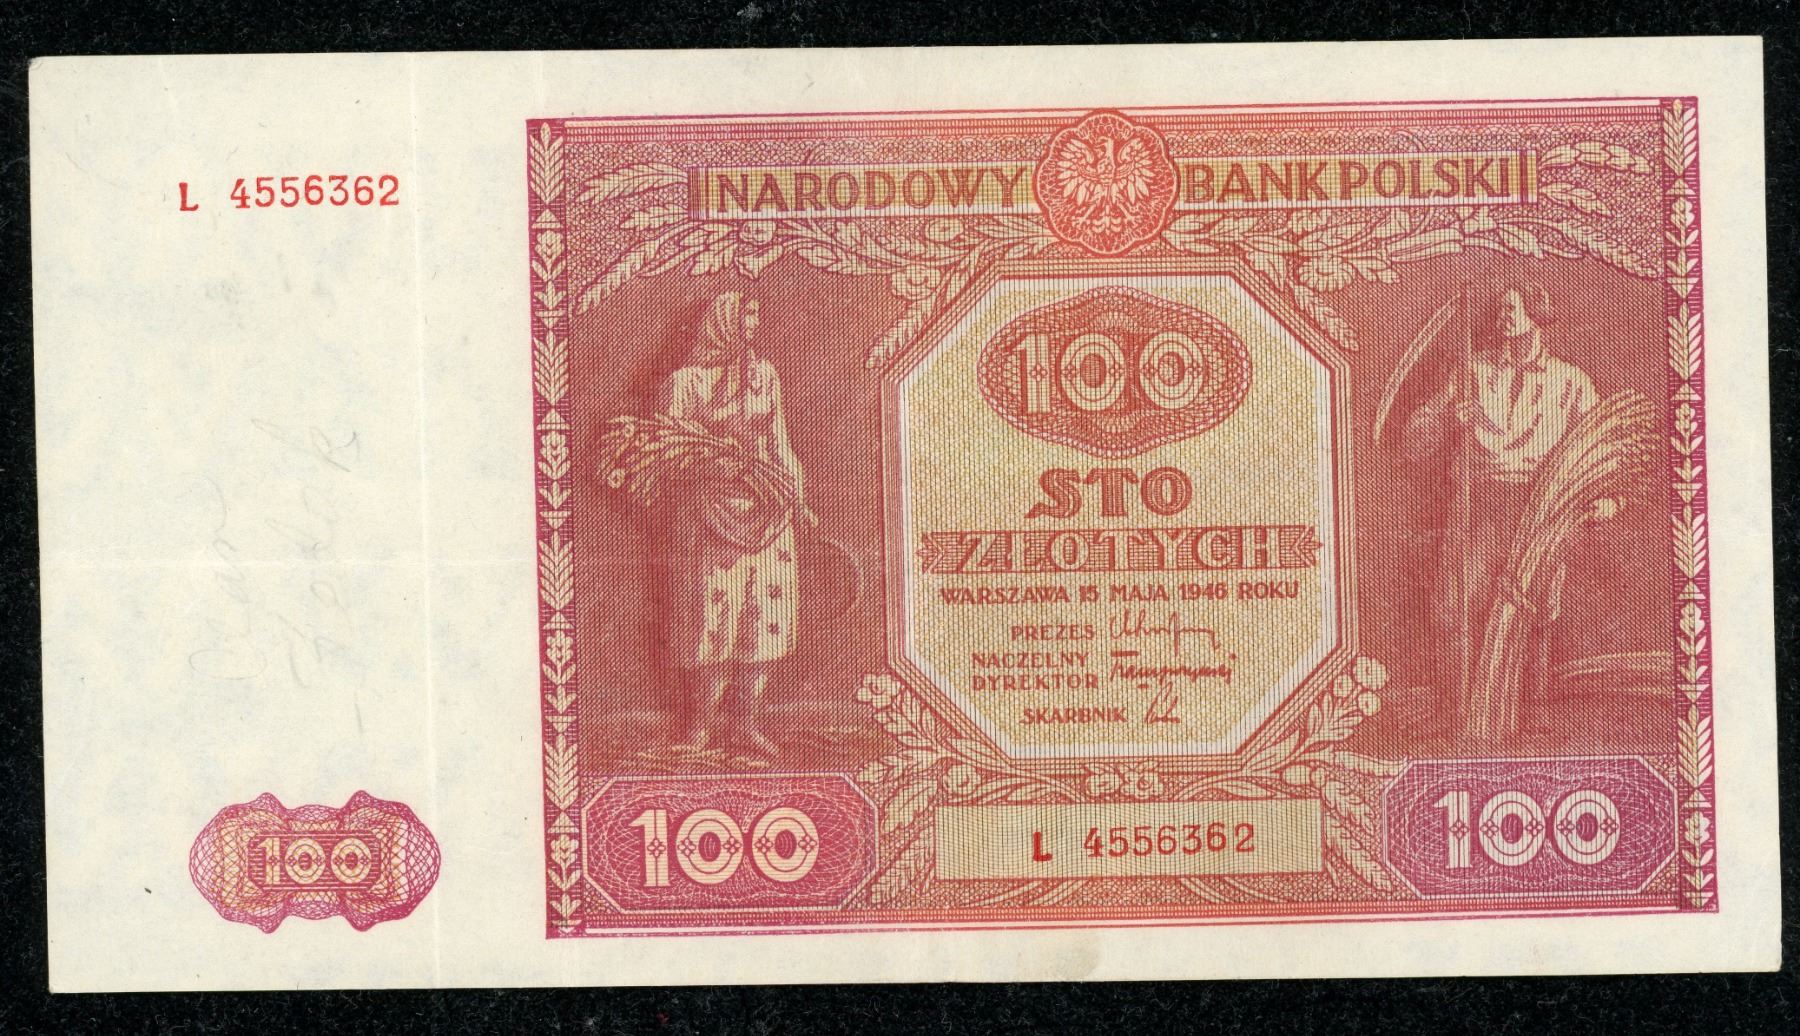 L 4556362
NARODOWY BANK POLSKI
100
STO
ZŁOTYCH
WARSZAWA 15 MAJA 1946 ROKU
PREZES
NACZELNY
DYREKTOR
SKARBNIK
100
100
L 4556362
100